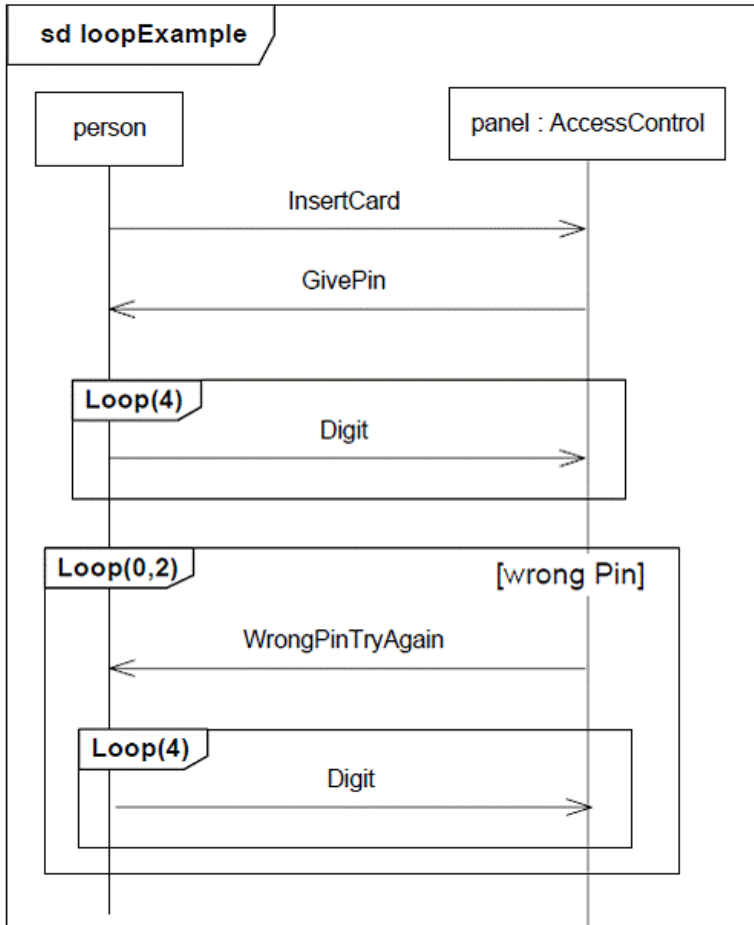 sd loopExample
person
panel : AccessControl
InsertCard
GivePin
Loop(4)
Digit
Loop(0,2)
[wrong Pin]
WrongPinTryAgain
Loop(4)
Digit